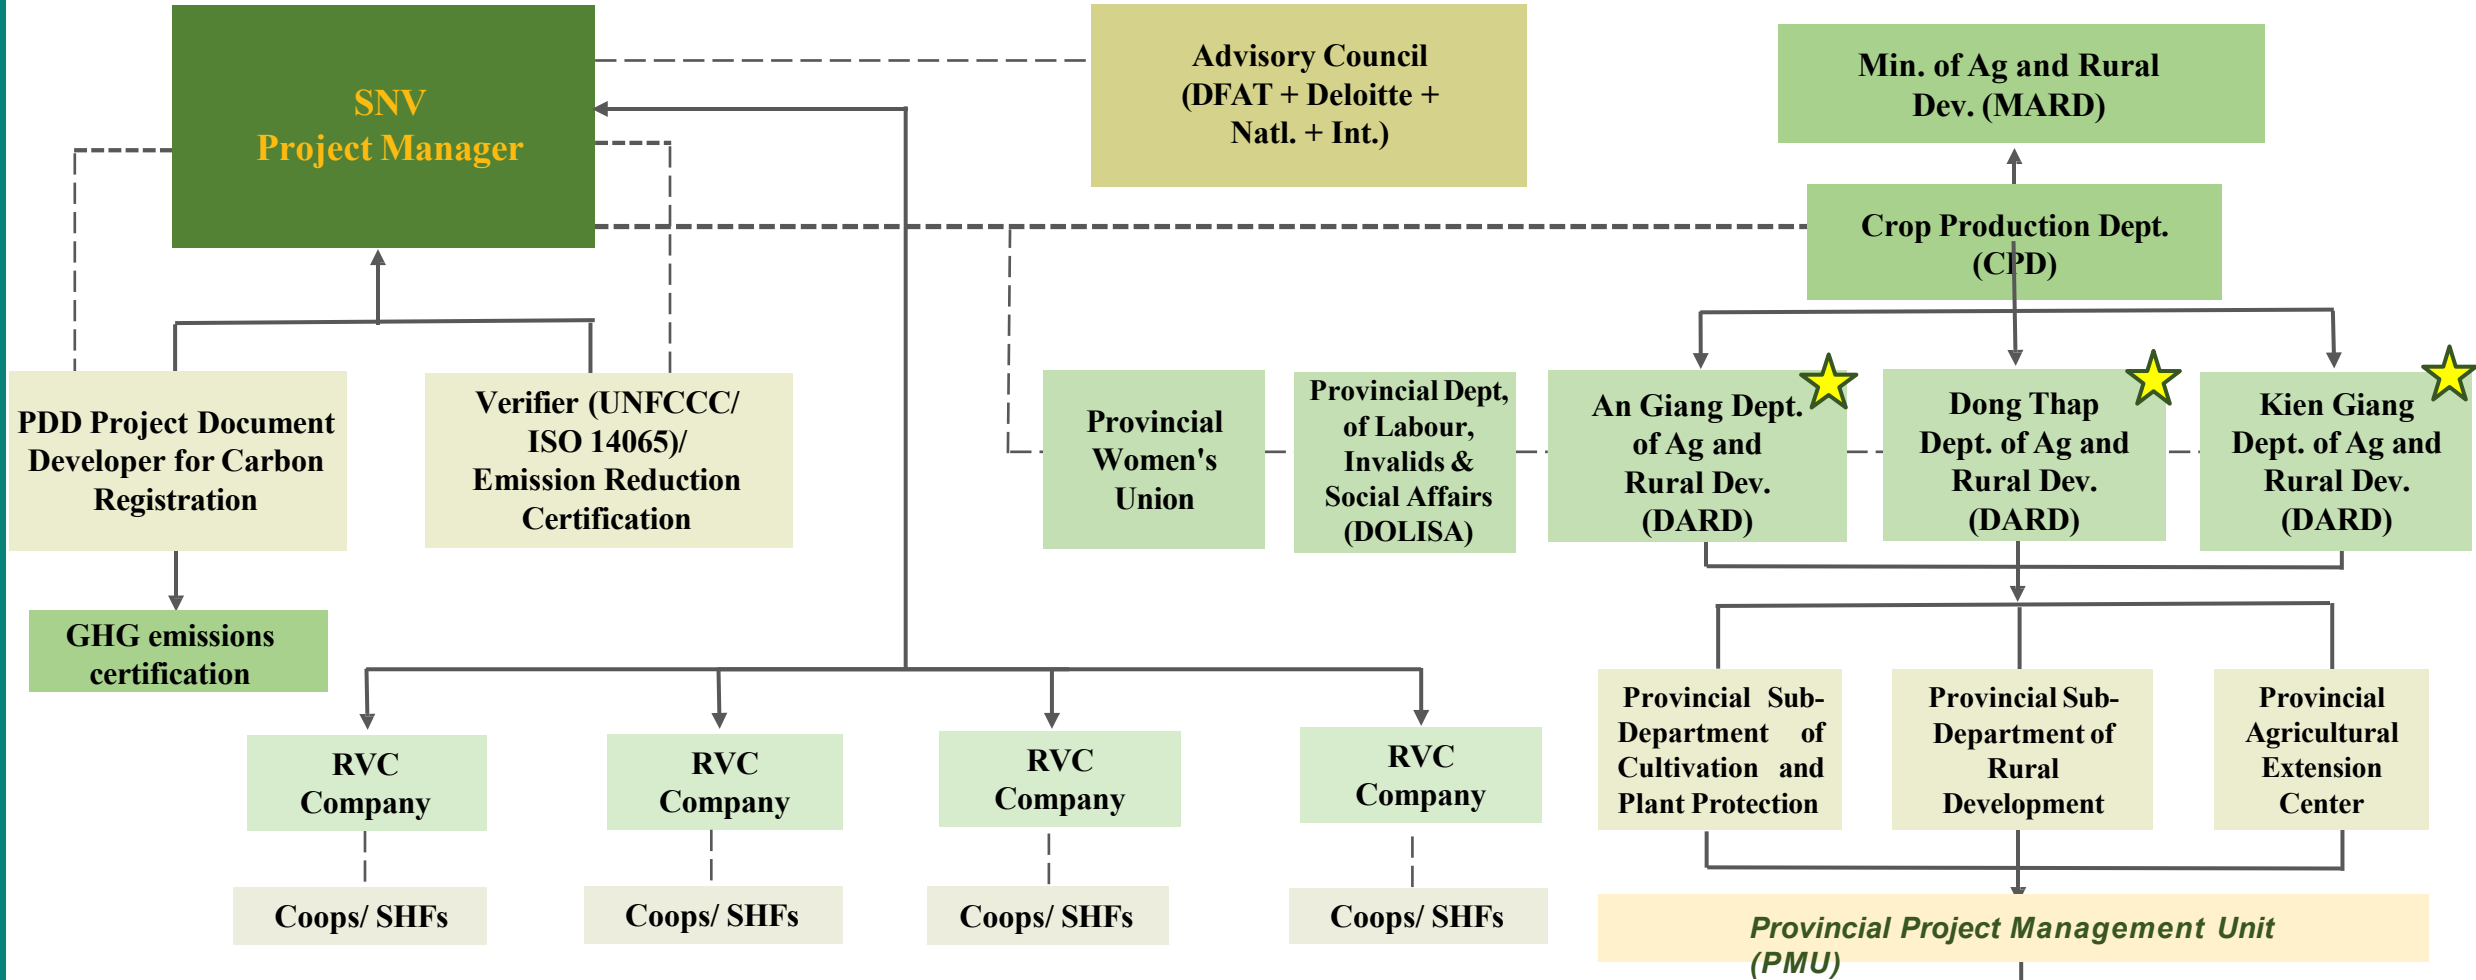 SNV
Project Manager
Advisory Council
(DFAT + Deloitte +
Natl. + Int.)
Min. of Ag and Rural
Dev. (MARD)
Crop Production Dept.
(CPD)
PDD Project Document
Developer for Carbon
Registration
Verifier (UNFCCC/
ISO 14065)/
Emission Reduction
Certification
Provincial
Women's
Union
Provincial Dept,
of Labour,
Invalids &
Social Affairs
(DOLISA)
An Giang Dept.
of Ag and
Rural Dev.
(DARD)
Dong Thap
Dept. of Ag and
Rural Dev.
(DARD)
Kien Giang
Dept. of Ag and
Rural Dev.
(DARD)
GHG emissions
certification
RVC
Company
RVC
Company
RVC
Company
RVC
Company
Provincial Sub-
Department of
Cultivation and
Plant Protection
Provincial Sub-
Department of
Rural
Development
Provincial
Agricultural
Extension
Center
Coops/ SHFs
Coops/ SHFs
Coops/ SHFs
Coops/ SHFs
Provincial Project Management Unit
(PMU)